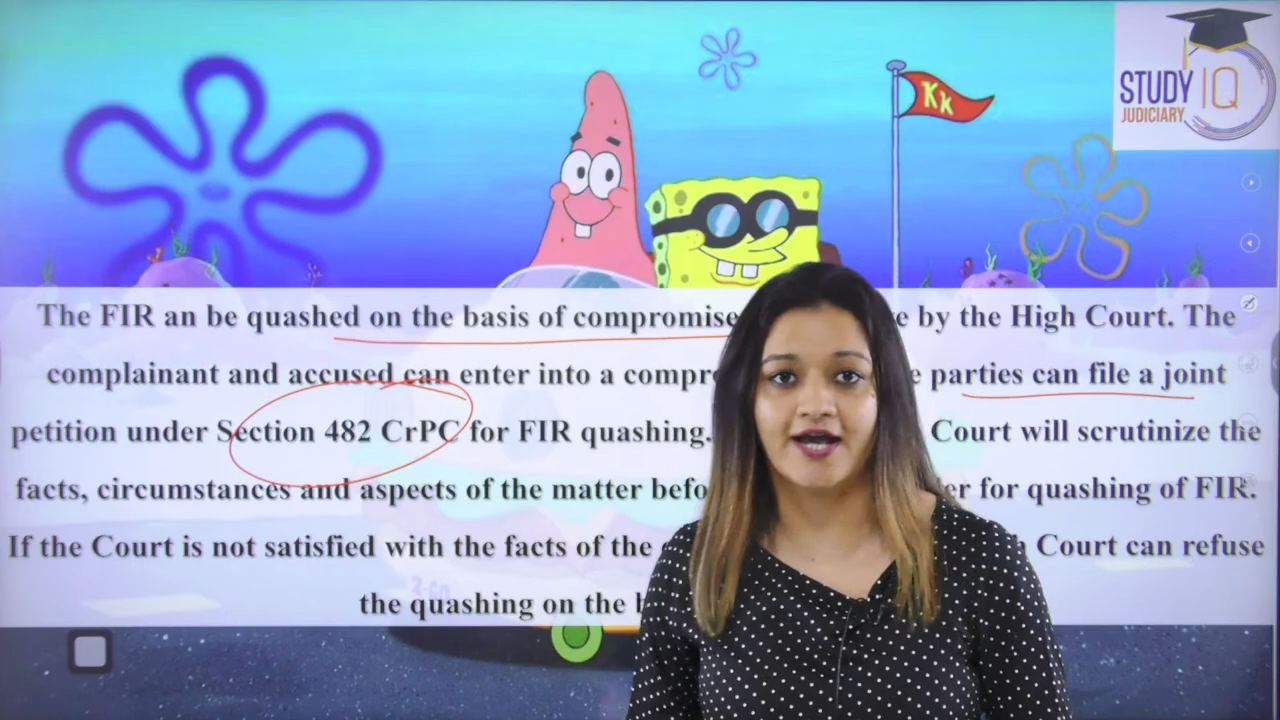 Kk
STUDY IQ
JUDICIARY
The FIR an be quashed on the basis of compromise by the High Court. The
complainant and accused can enter into a parties can file a joint
petition under Section 482 CrPC for FIR quashing. Court will scrutinize the
facts, circumstances and aspects of the matter for quashing of FIR.
If the Court is not satisfied with the facts of the Court can refuse
the quashing on the